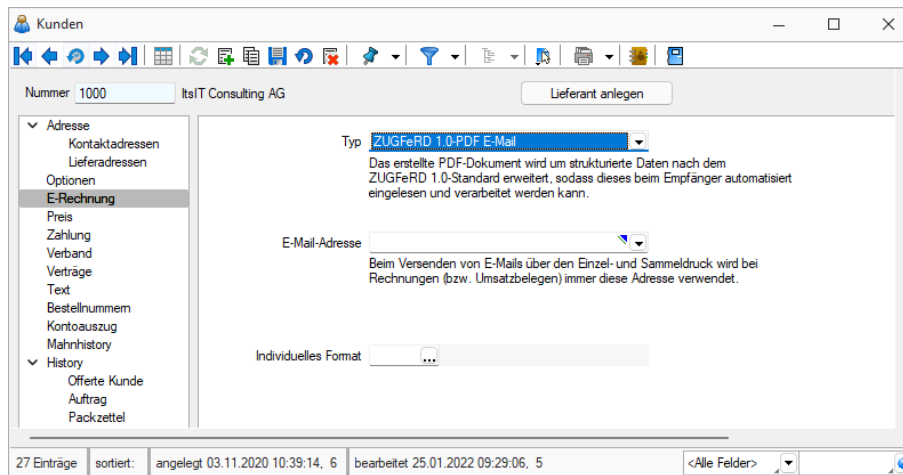 Kunden
Nummer 1000 ItsIT Consulting AG Lieferant anlegen
Adresse
Kontaktadressen
Lieferadressen
Optionen
E-Rechnung
Preis
Zahlung
Verband
Verträge
Text
Bestellnummern
Kontoauszug
Mahnhistory
History
Offerte Kunde
Auftrag
Packzettel
Typ ZUGFeRD 1.0-PDF E-Mail
Das erstellte PDF-Dokument wird um strukturierte Daten nach dem
ZUGFeRD 1.0-Standard erweitert, sodass dieses beim Empfänger automatisiert
eingelesen und verarbeitet werden kann.
E-Mail-Adresse
Beim Versenden von E-Mails über den Einzel- und Sammeldruck wird bei
Rechnungen (bzw. Umsatzbelegen) immer diese Adresse verwendet.
Individuelles Format ...
27 Einträge sortiert: angelegt 03.11.2020 10:39:14, 6 bearbeitet 25.01.2022 09:29:06, 5 <Alle Felder>